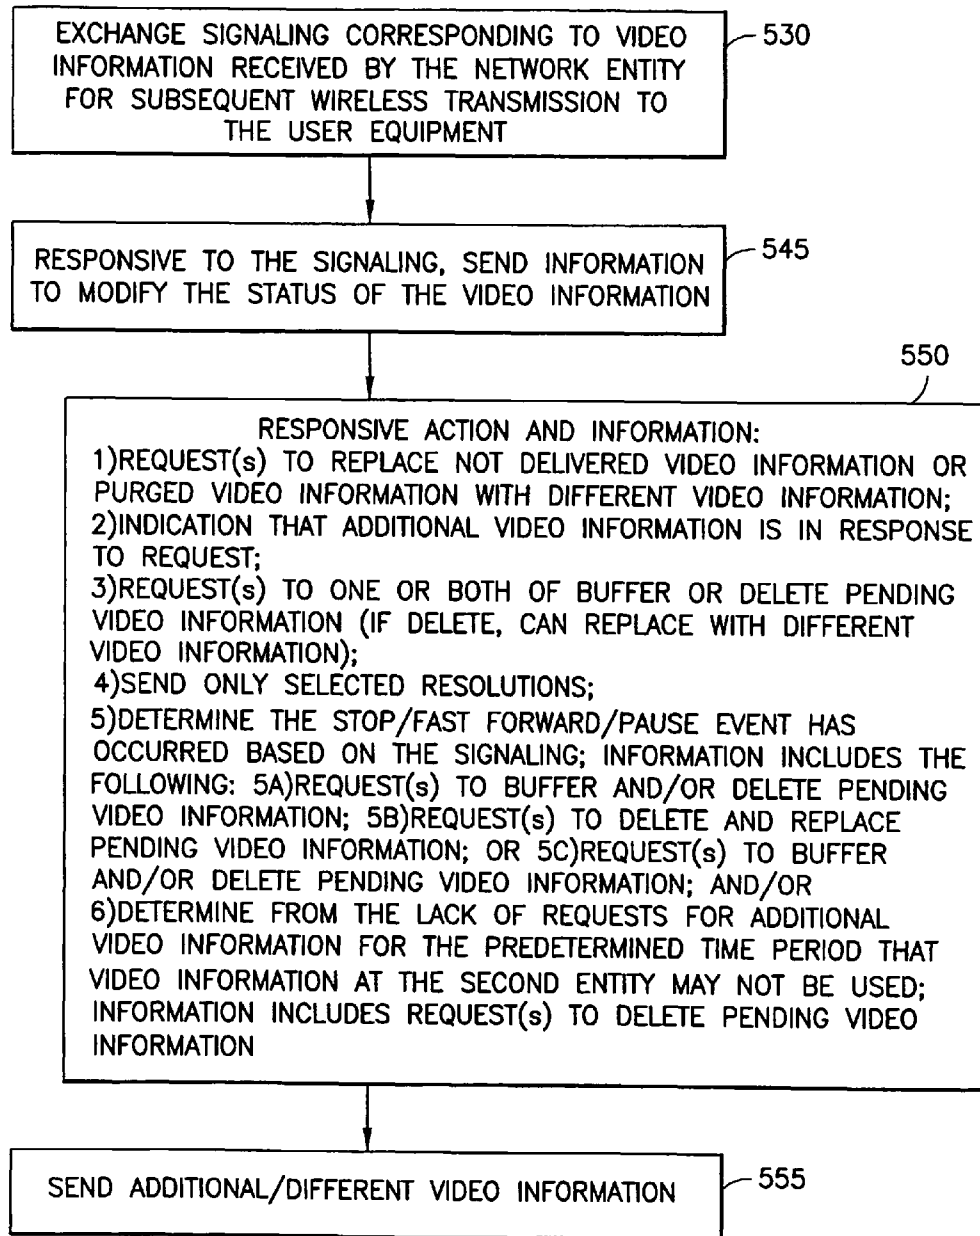 EXCHANGE SIGNALING CORRESPONDING TO VIDEO
INFORMATION RECEIVED BY THE NETWORK ENTITY
FOR SUBSEQUENT WIRELESS TRANSMISSION TO
THE USER EQUIPMENT
530
RESPONSIVE TO THE SIGNALING, SEND INFORMATION
TO MODIFY THE STATUS OF THE VIDEO INFORMATION
545
550
RESPONSIVE ACTION AND INFORMATION:
1)REQUEST(s) TO REPLACE NOT DELIVERED VIDEO INFORMATION OR
PURGED VIDEO INFORMATION WITH DIFFERENT VIDEO INFORMATION;
2)INDICATION THAT ADDITIONAL VIDEO INFORMATION IS IN RESPONSE
TO REQUEST;
3)REQUEST(s) TO ONE OR BOTH OF BUFFER OR DELETE PENDING
VIDEO INFORMATION (IF DELETE, CAN REPLACE WITH DIFFERENT
VIDEO INFORMATION);
4)SEND ONLY SELECTED RESOLUTIONS;
5)DETERMINE THE STOP/FAST FORWARD/PAUSE EVENT HAS
OCCURRED BASED ON THE SIGNALING; INFORMATION INCLUDES THE
FOLLOWING: 5A)REQUEST(s) TO BUFFER AND/OR DELETE PENDING
VIDEO INFORMATION; 5B)REQUEST(s) TO DELETE AND REPLACE
PENDING VIDEO INFORMATION; OR 5C)REQUEST(s) TO BUFFER
AND/OR DELETE PENDING VIDEO INFORMATION; AND/OR
6)DETERMINE FROM THE LACK OF REQUESTS FOR ADDITIONAL
VIDEO INFORMATION FOR THE PREDETERMINED TIME PERIOD THAT
VIDEO INFORMATION AT THE SECOND ENTITY MAY NOT BE USED;
INFORMATION INCLUDES REQUEST(s) TO DELETE PENDING VIDEO
INFORMATION
SEND ADDITIONAL/DIFFERENT VIDEO INFORMATION
555